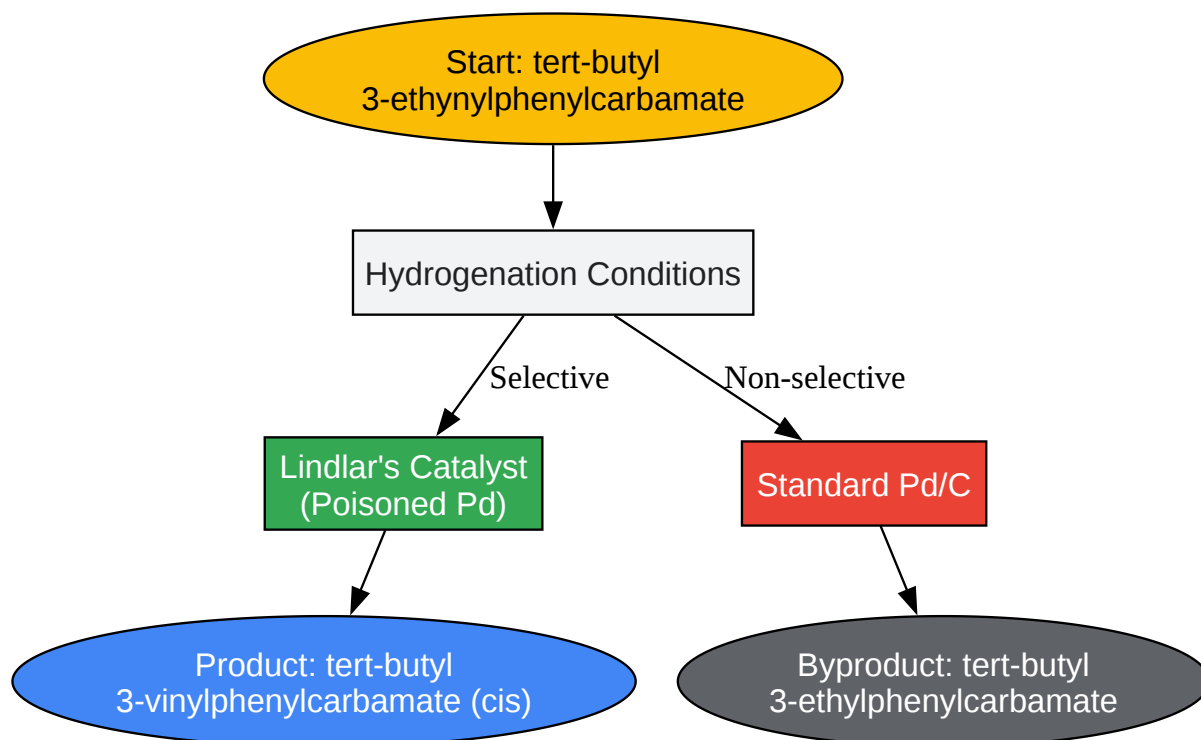 Start: tert-butyl
3-ethynylphenylcarbamate
Hydrogenation Conditions
Selective
Non-selective
Lindlar's Catalyst
(Poisoned Pd)
Standard Pd/C
Product: tert-butyl
3-vinylphenylcarbamate (cis)
Byproduct: tert-butyl
3-ethylphenylcarbamate